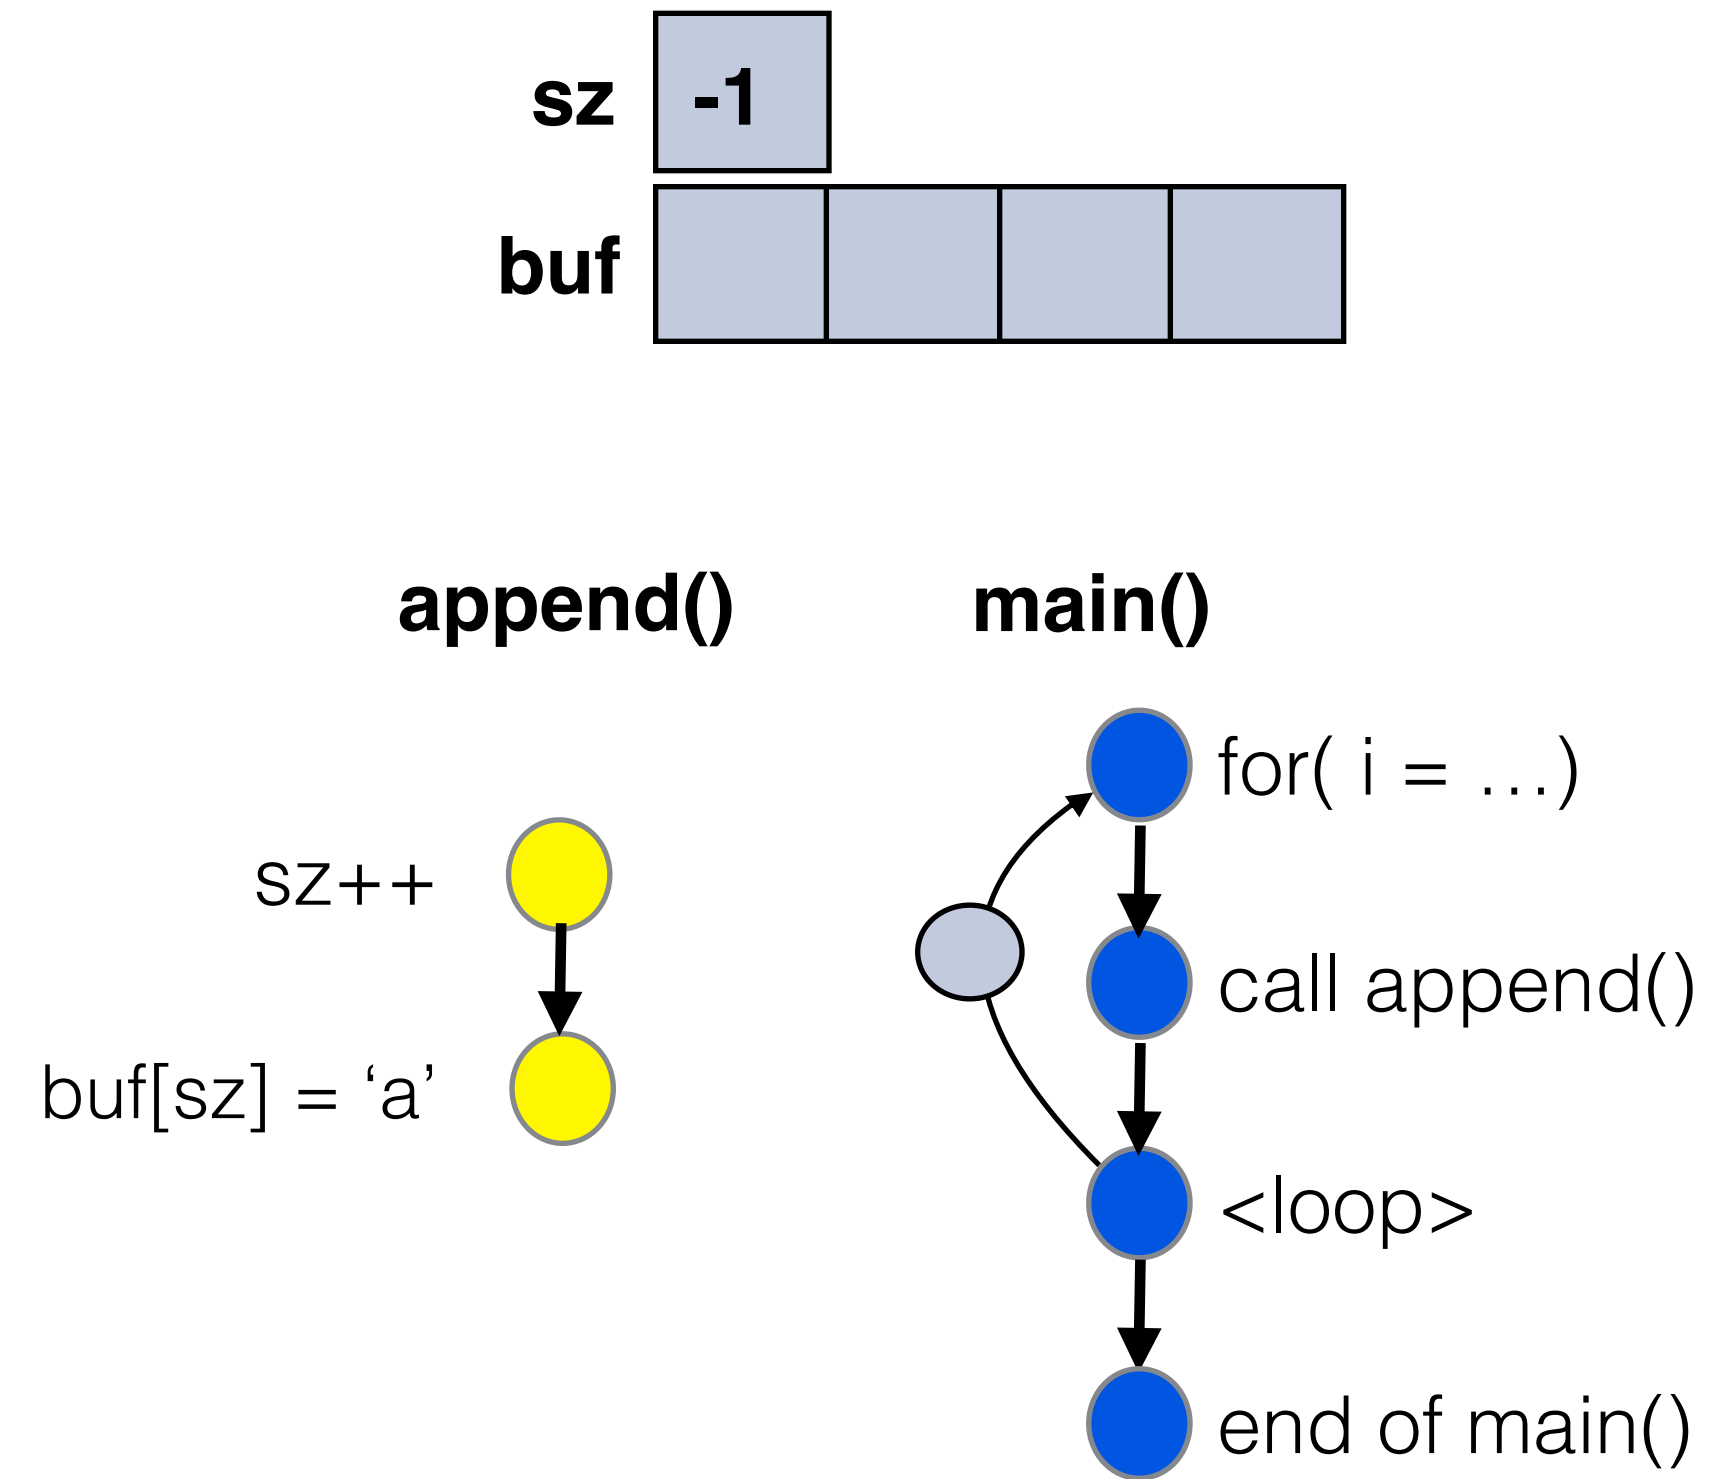 sz
-1
buf
append()
main()
for( i = …)
sz++
call append()
buf[sz] = ‘a’
<loop>
end of main()